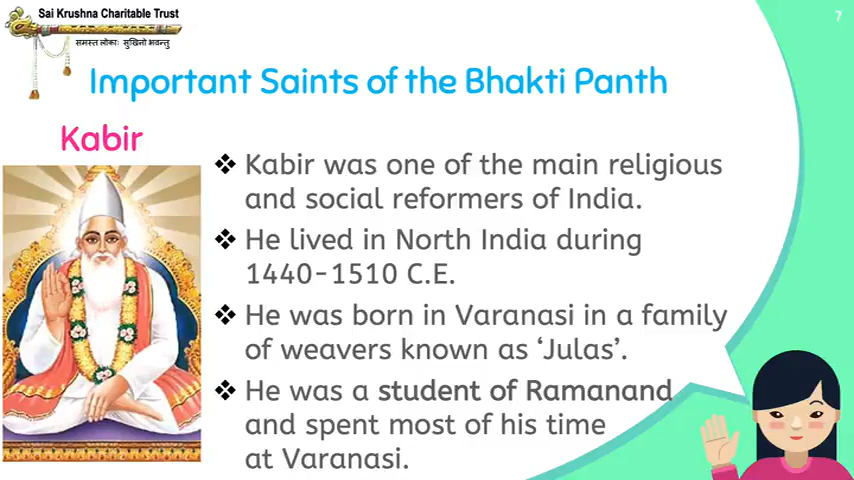 Sai Krushna Charitable Trust
7
समस्त लोकाः सुखिनो भवन्तु
Important Saints of the Bhakti Panth
Kabir
❖ Kabir was one of the main religious
and social reformers of India.
❖ He lived in North India during
1440-1510 C.E.
❖ He was born in Varanasi in a family
of weavers known as ‘Julas’.
❖ He was a student of Ramanand
and spent most of his time
at Varanasi.